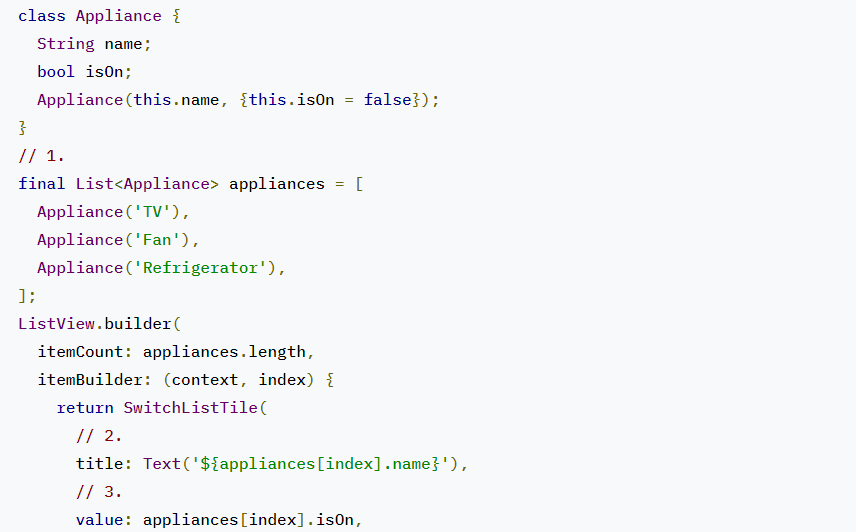 class Appliance {
  String name;
  bool isOn;
  Appliance(this.name, {this.isOn = false});
}
// 1.
final List<Appliance> appliances = [
  Appliance('TV'),
  Appliance('Fan'),
  Appliance('Refrigerator'),
];
ListView.builder(
  itemCount: appliances.length,
  itemBuilder: (context, index) {
    return SwitchListTile(
      // 2.
      title: Text('${appliances[index].name}'),
      // 3.
      value: appliances[index].isOn,